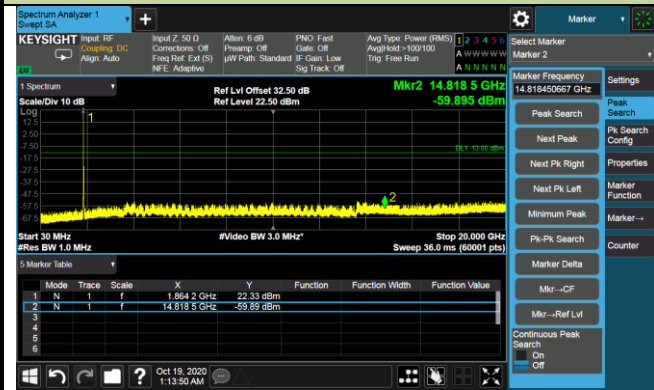 Spectrum Analyzer 1
Swept SA
+
Marker
KEYSIGHT Input: RF Input Z: 50 Ω Atten: 6 dB PNO: Fast Avg Type: Power (RMS) 1 2 3 4 5 6
Coupling: DC Corrections: Off Preamp: Off Gate: Off Avg|Hold:>100/100 A W W W W W
Align: Auto Freq Ref: Ext (S) µW Path: Standard IF Gain: Low Trig: Free Run
NFE: Adaptive Sig Track: Off A N N N N N
Select Marker
Marker 2
1 Spectrum
Ref Lvl Offset 32.50 dB
Mkr2 14.818 5 GHz
Scale/Div 10 dB Ref Level 22.50 dBm -59.895 dBm
Log
12.5
2.50
-7.50
-17.5
-27.5
-37.5
-47.5
-57.5
-67.5
1
DL1 -13.00 dBm
2
Start 30 MHz #Video BW 3.0 MHz* Stop 20.000 GHz
#Res BW 1.0 MHz Sweep 36.0 ms (60001 pts)
5 Marker Table
Mode Trace Scale X Y Function Function Width Function Value
1 N 1 f 1.864 2 GHz 22.33 dBm
2 N 1 f 14.818 5 GHz -59.89 dBm
3
4
5
6
Marker Frequency
14.818450667 GHz
Peak Search
Next Peak
Next Pk Right
Next Pk Left
Minimum Peak
Pk-Pk Search
Marker Delta
Mkr→CF
Mkr→Ref Lvl
Continuous Peak
Search
On
Off
Settings
Peak
Search
Pk Search
Config
Properties
Marker
Function
Marker→
Counter
? Oct 19, 2020
1:13:50 AM